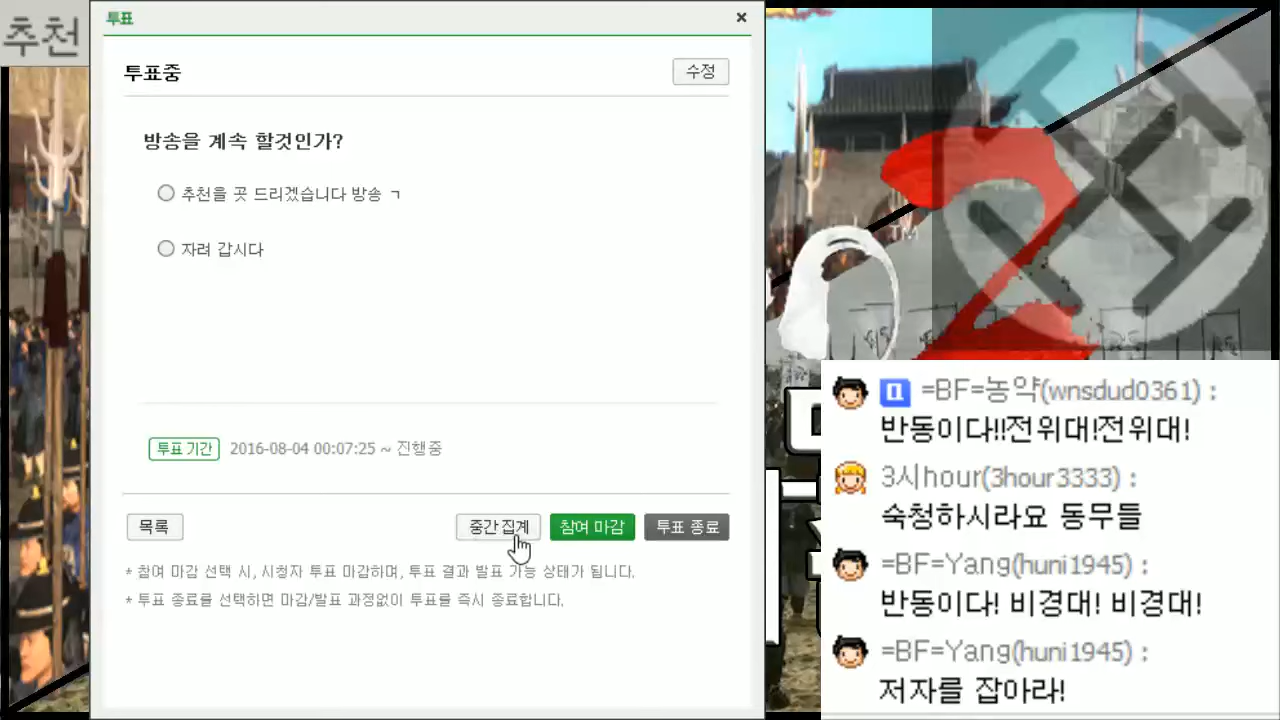 추천
투표
투표중
수정
방송을 계속 할것인가?
추천을 곳 드리겠습니다 방송 ㄱ
자려 갑시다
투표 기간 2016-08-04 00:07:25 ~ 진행중
목록
중간 집계 참여 마감 투표 종료
* 참여 마감 선택 시, 시청자 투표 마감하며, 투표 결과 발표 가능 상태가 됩니다.
* 투표 종료를 선택하면 마감/발표 과정없이 투표를 즉시 종료합니다.
TM
=BF=농약(wnsdud0361) :
반동이다!!전위대!전위대!
3시hour(3hour3333) :
숙청하시라요 동무들
=BF=Yang(huni1945) :
반동이다! 비경대! 비경대!
=BF=Yang(huni1945) :
저자를 잡아라!